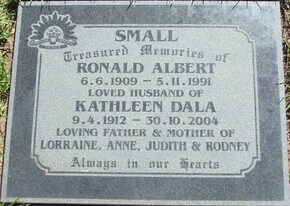 SMALL
Treasured Memories of
RONALD ALBERT
6.6.1909 - 5.11.1991
LOVED HUSBAND OF
KATHLEEN DALA
9.4.1912 - 30.10.2004
LOVING FATHER & MOTHER OF
LORRAINE, ANNE, JUDITH & RODNEY
Always in our Hearts